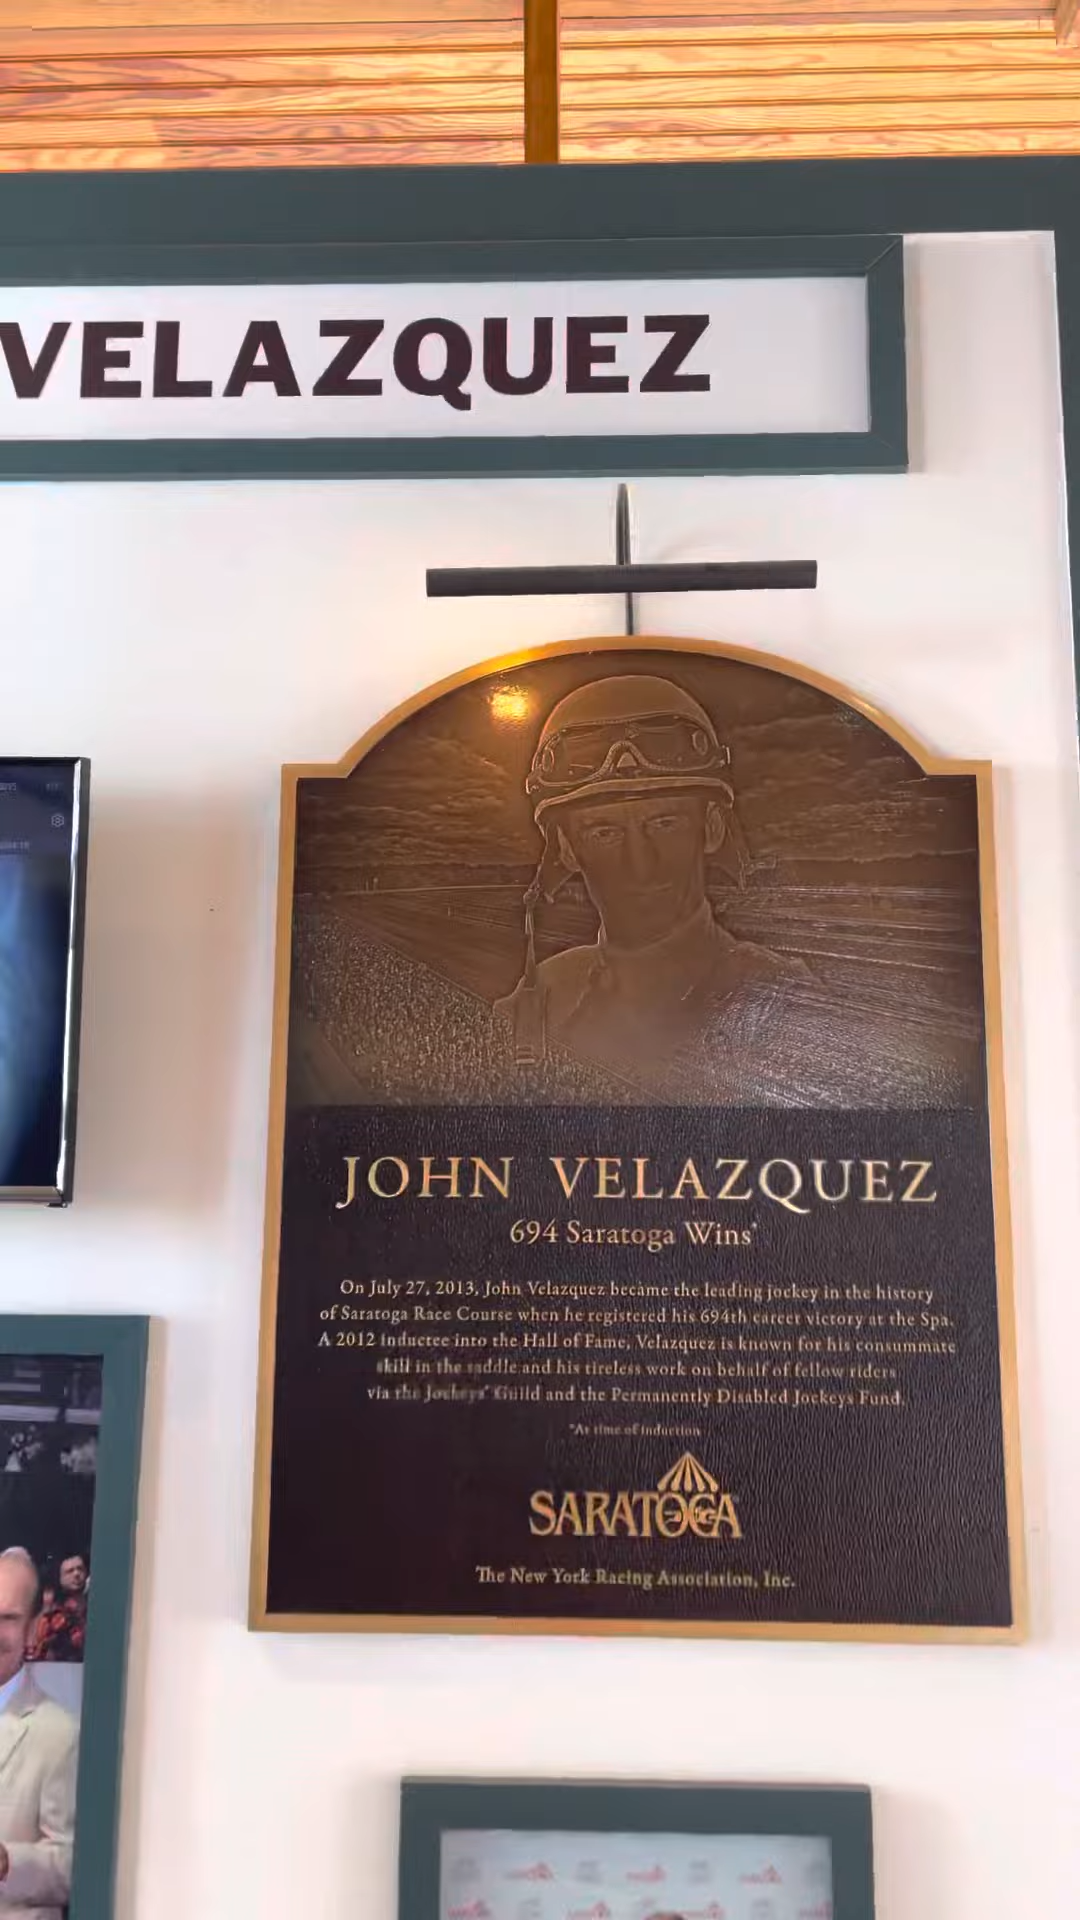 VELAZQUEZ
JOHN VELAZQUEZ
694 Saratoga Wins*
On July 27, 2013, John Velazquez became the leading jockey in the history
of Saratoga Race Course when he registered his 694th career victory at the Spa.
A 2012 inductee into the Hall of Fame, Velazquez is known for his consummate
skill in the saddle and his tireless work on behalf of fellow riders
via the Jockeys' Guild and the Permanently Disabled Jockeys Fund.
*At time of induction
SARATOGA
The New York Racing Association, Inc.